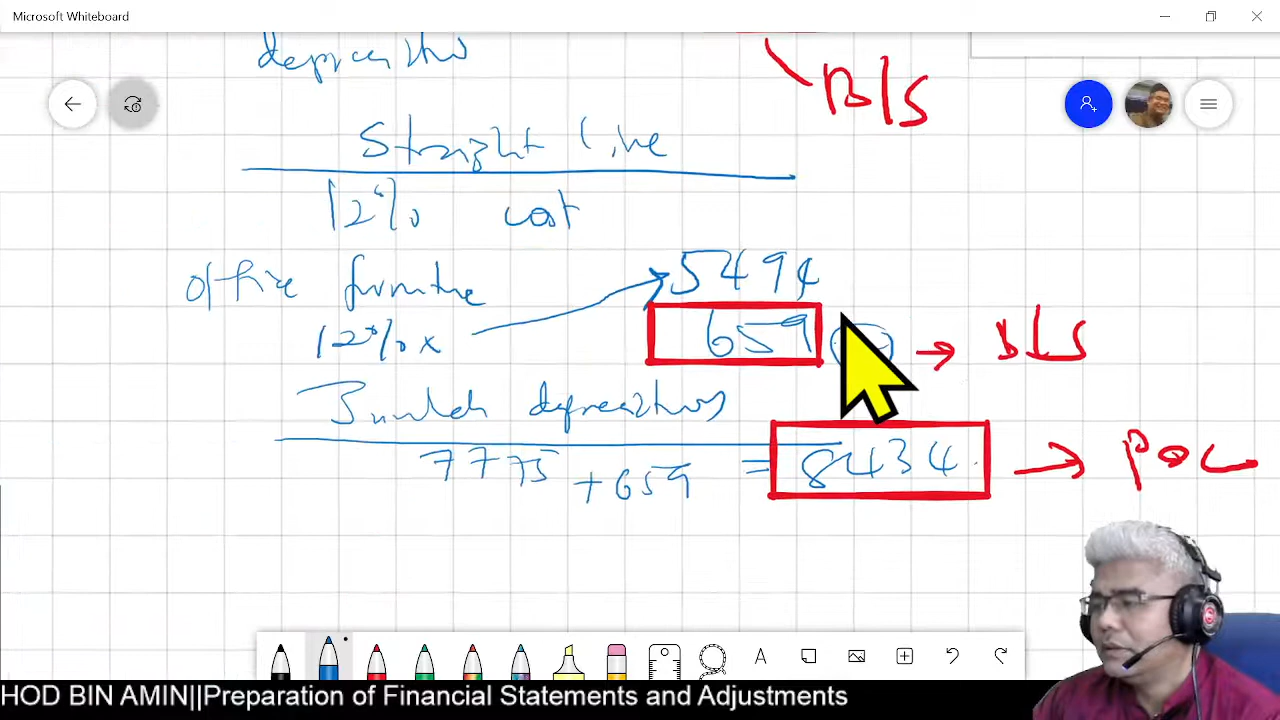 Microsoft Whiteboard
depreciation
B/S
Straight Line
12% cost
office furniture 5494
12% x 659 → B/S
depreciation
7775 + 659 = 8434 → P&L
A
HOD BIN AMIN||Preparation of Financial Statements and Adjustments